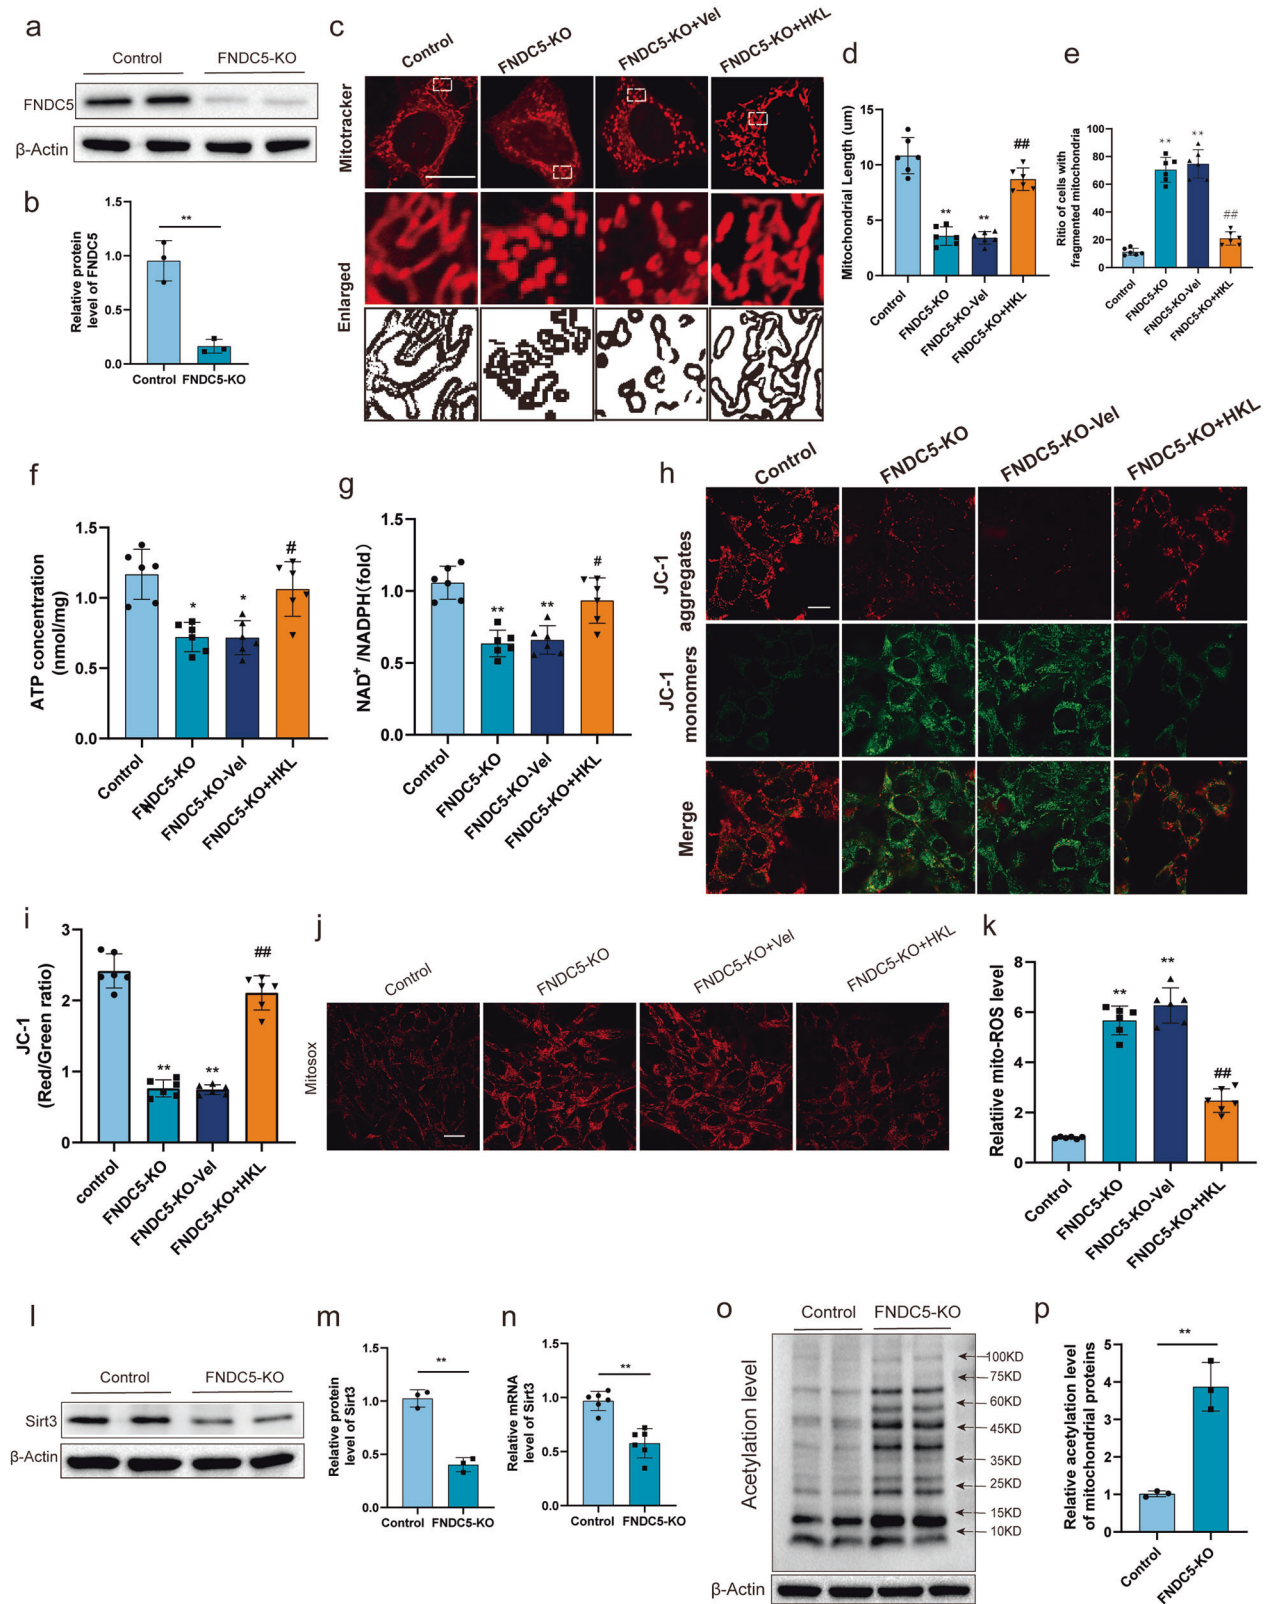 a
Control FNDC5-KO
FNDC5
β-Actin
b
Relative protein
level of FNDC5
1.5
1.0
0.5
0.0
**
Control FNDC5-KO
c
Control FNDC5-KO FNDC5-KO+Vel FNDC5-KO+HKL
Mitotracker
Enlarged
d
Mitochondrial Length (um)
15
10
5
0
** ** ##
Control FNDC5-KO FNDC5-KO-Vel FNDC5-KO+HKL
e
Ritio of cells with
fragmented mitochondria
100
80
60
40
20
0
** ** ##
Control FNDC5-KO FNDC5-KO-Vel FNDC5-KO+HKL
f
ATP concentration
(nmol/mg)
1.5
1.0
0.5
0.0
* * #
Control FNDC5-KO FNDC5-KO-Vel FNDC5-KO+HKL
g
NAD+ /NADPH(fold)
1.5
1.0
0.5
0.0
** ** #
Control FNDC5-KO FNDC5-KO-Vel FNDC5-KO+HKL
h
Control FNDC5-KO FNDC5-KO-Vel FNDC5-KO+HKL
JC-1
aggregates
JC-1
monomers
Merge
i
JC-1
(Red/Green ratio)
3
2
1
0
** ** ##
control FNDC5-KO FNDC5-KO-Vel FNDC5-KO+HKL
j
Control FNDC5-KO FNDC5-KO+Vel FNDC5-KO+HKL
Mitosox
k
Relatiive mito-ROS level
8
6
4
2
0
** ** ##
Control FNDC5-KO FNDC5-KO-Vel FNDC5-KO+HKL
l
Control FNDC5-KO
Sirt3
β-Actin
m
Relative protein
level of Sirt3
1.5
1.0
0.5
0.0
**
Control FNDC5-KO
n
Relative mRNA
level of Sirt3
1.5
1.0
0.5
0.0
**
Control FNDC5-KO
o
Control FNDC5-KO
Acetylation level
100KD
75KD
60KD
45KD
35KD
25KD
15KD
10KD
β-Actin
p
Relative acetylation level
of mitochondrial proteins
5
4
3
2
1
0
**
Control FNDC5-KO